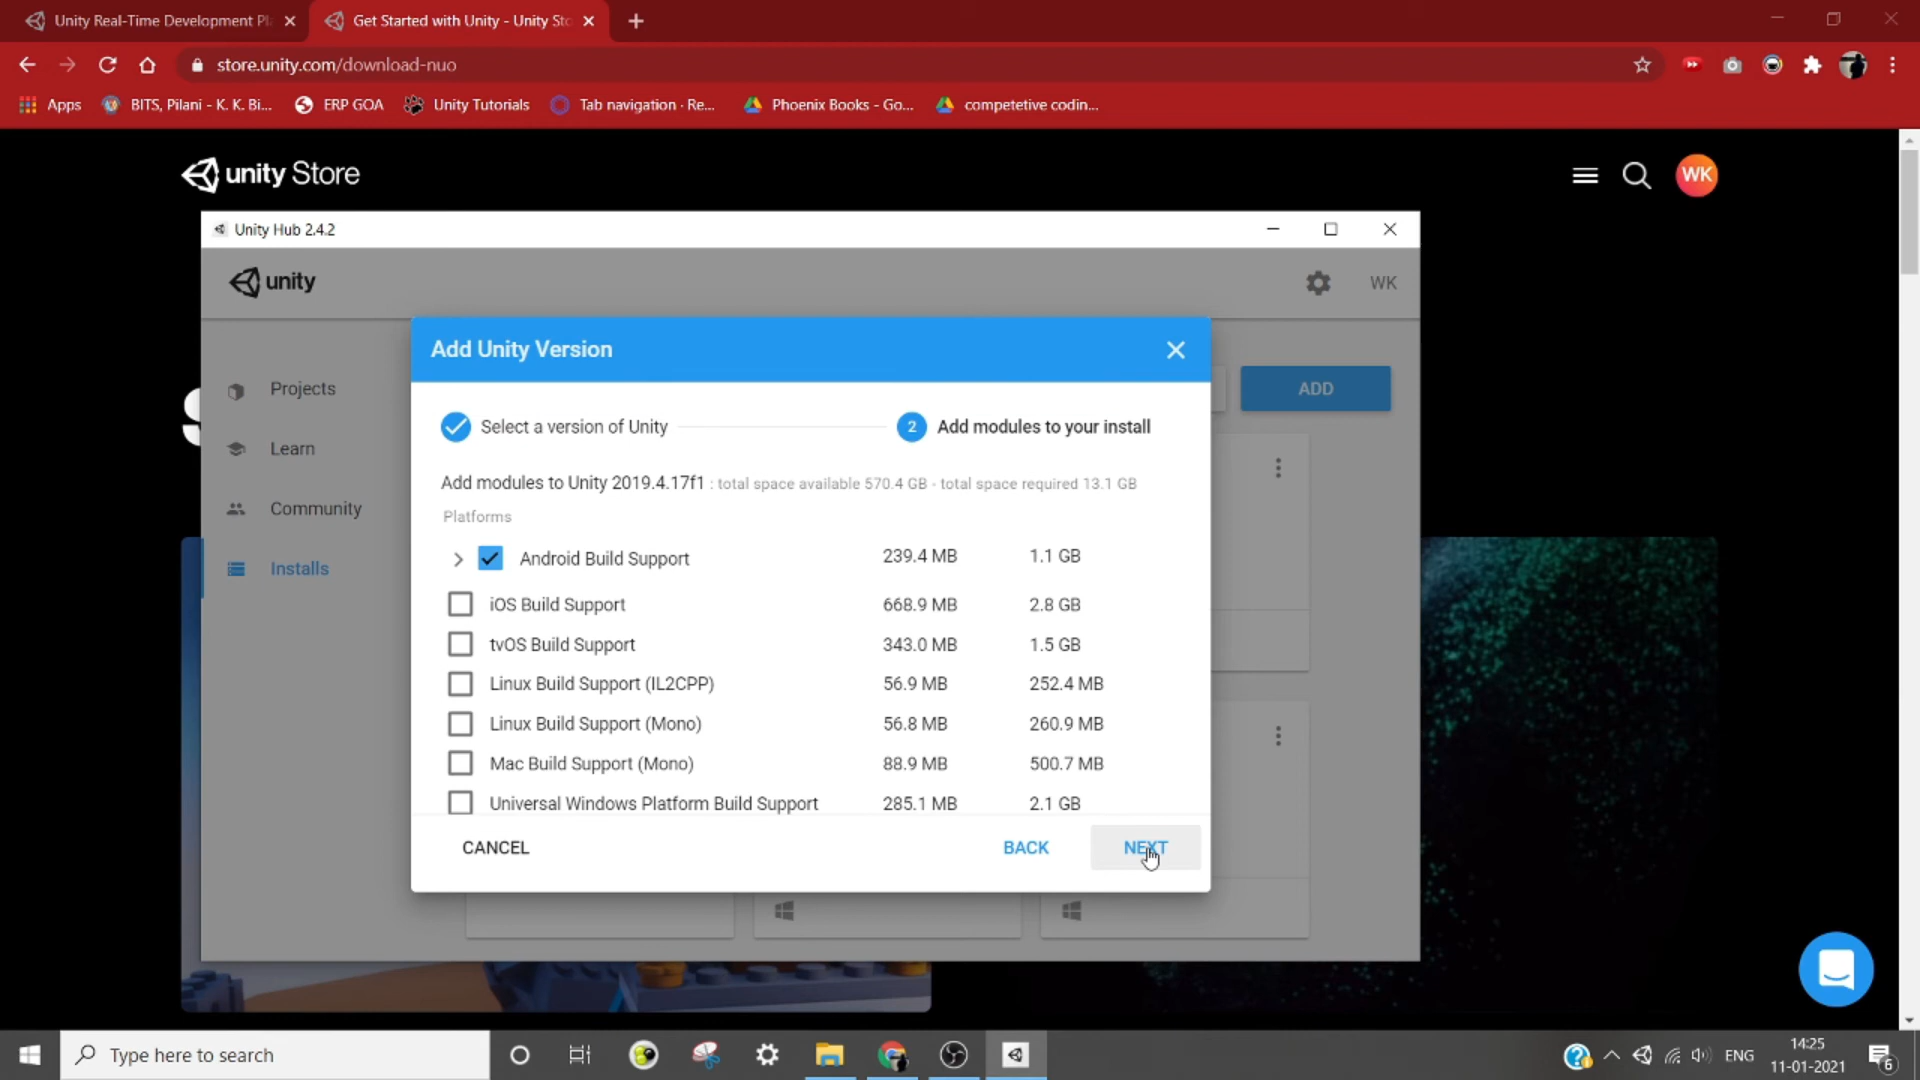 Unity Real-Time Development Pl
Get Started with Unity - Unity Sto
store.unity.com/download-nuo
Apps
BITS, Pilani - K. K. Bi...
ERP GOA
Unity Tutorials
Tab navigation · Re...
Phoenix Books - Go...
competetive codin...
unity Store
WK
Unity Hub 2.4.2
unity
WK
Add Unity Version
Projects
ADD
Select a version of Unity
2 Add modules to your install
Learn
Add modules to Unity 2019.4.17f1 : total space available 570.4 GB - total space required 13.1 GB
Community
Platforms
Android Build Support 239.4 MB 1.1 GB
Installs
iOS Build Support 668.9 MB 2.8 GB
tvOS Build Support 343.0 MB 1.5 GB
Linux Build Support (IL2CPP) 56.9 MB 252.4 MB
Linux Build Support (Mono) 56.8 MB 260.9 MB
Mac Build Support (Mono) 88.9 MB 500.7 MB
Universal Windows Platform Build Support 285.1 MB 2.1 GB
CANCEL BACK NEXT
Type here to search
ENG
14:25
11-01-2021
6